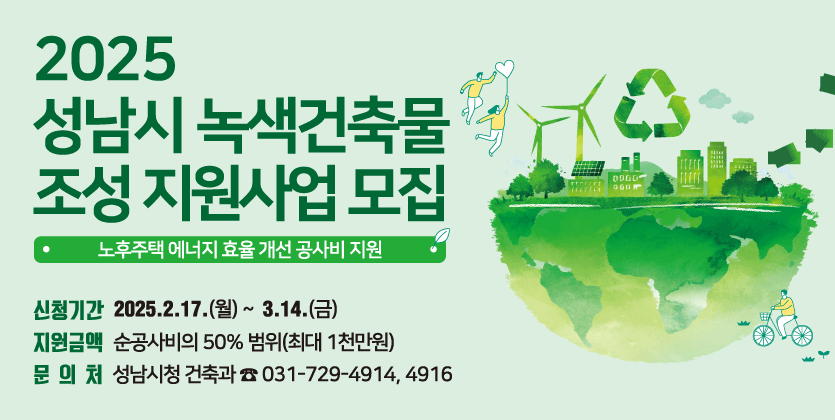 2025
성남시 녹색건축물
조성 지원사업 모집
노후주택 에너지 효율 개선 공사비 지원
신청기간 2025.2.17.(월) ~ 3.14.(금)
지원금액 순공사비의 50% 범위(최대 1천만원)
문 의 처 성남시청 건축과 ☎ 031-729-4914, 4916